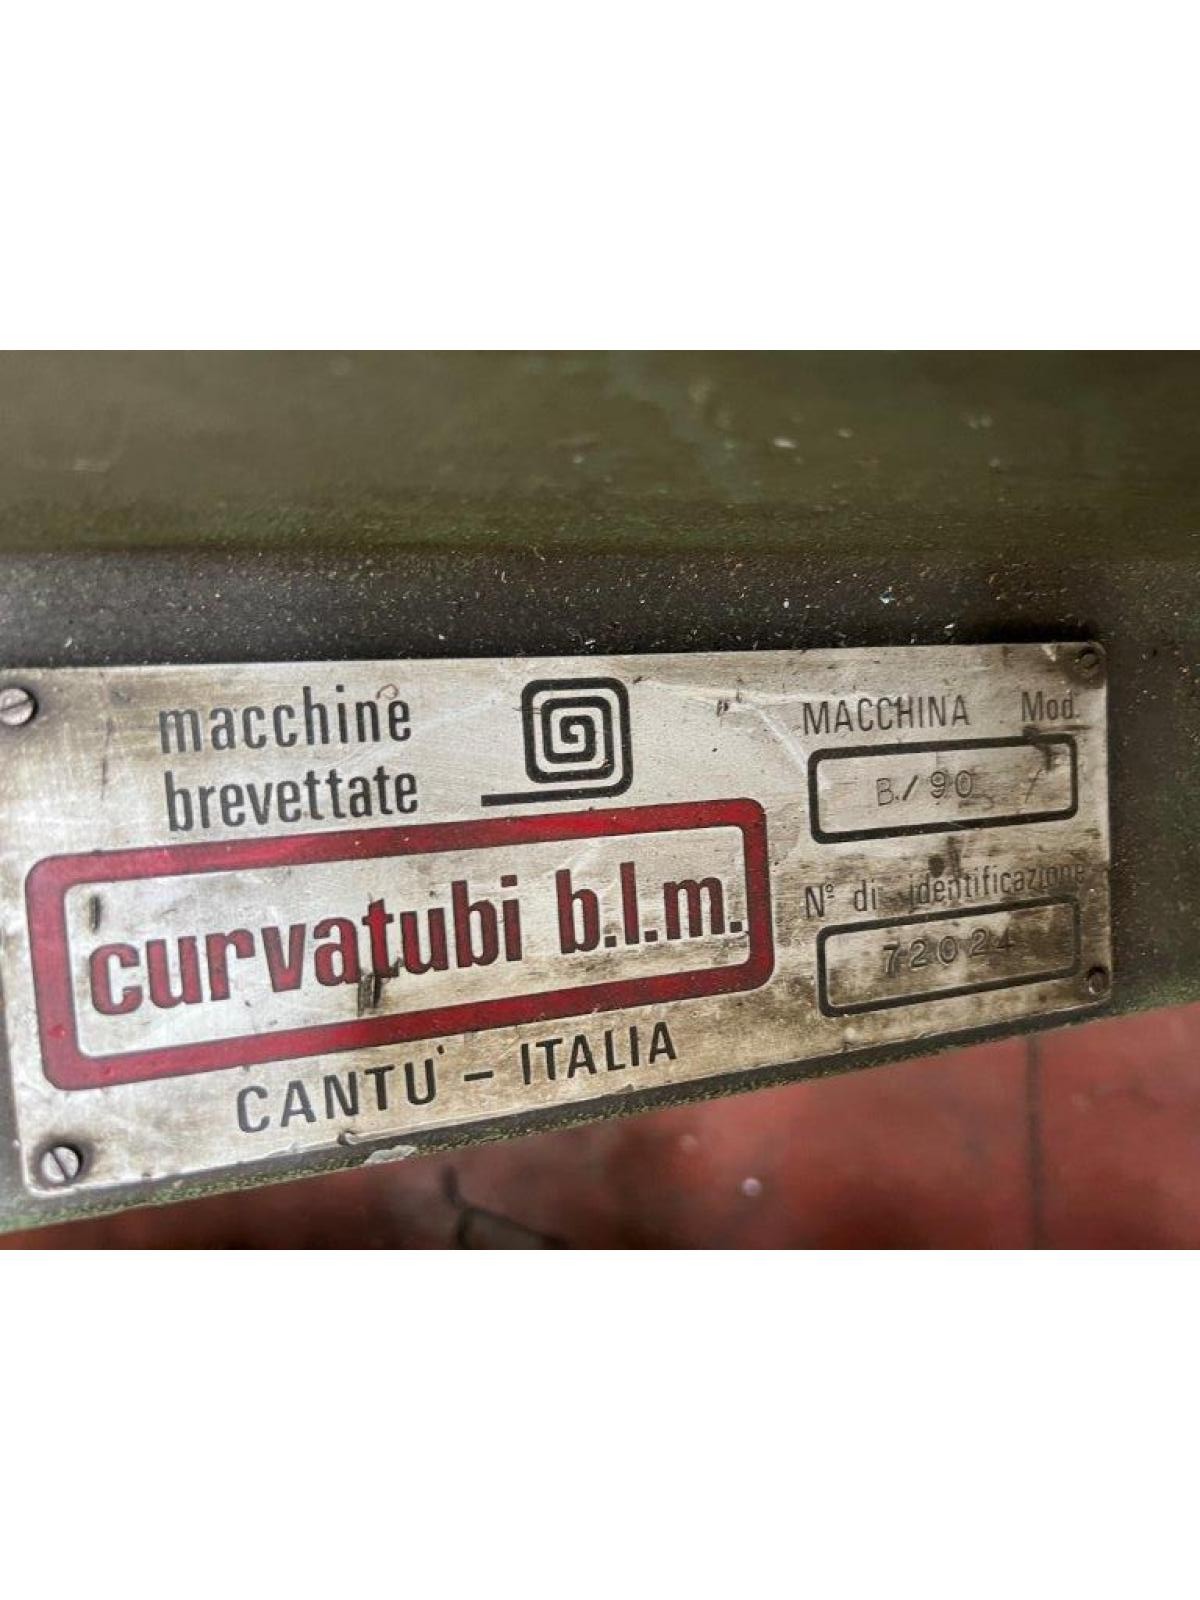 macchine
brevettate
curvatubi b.l.m.
CANTU' - ITALIA
MACCHINA Mod.
B/90 /
N° di identificazione
72024